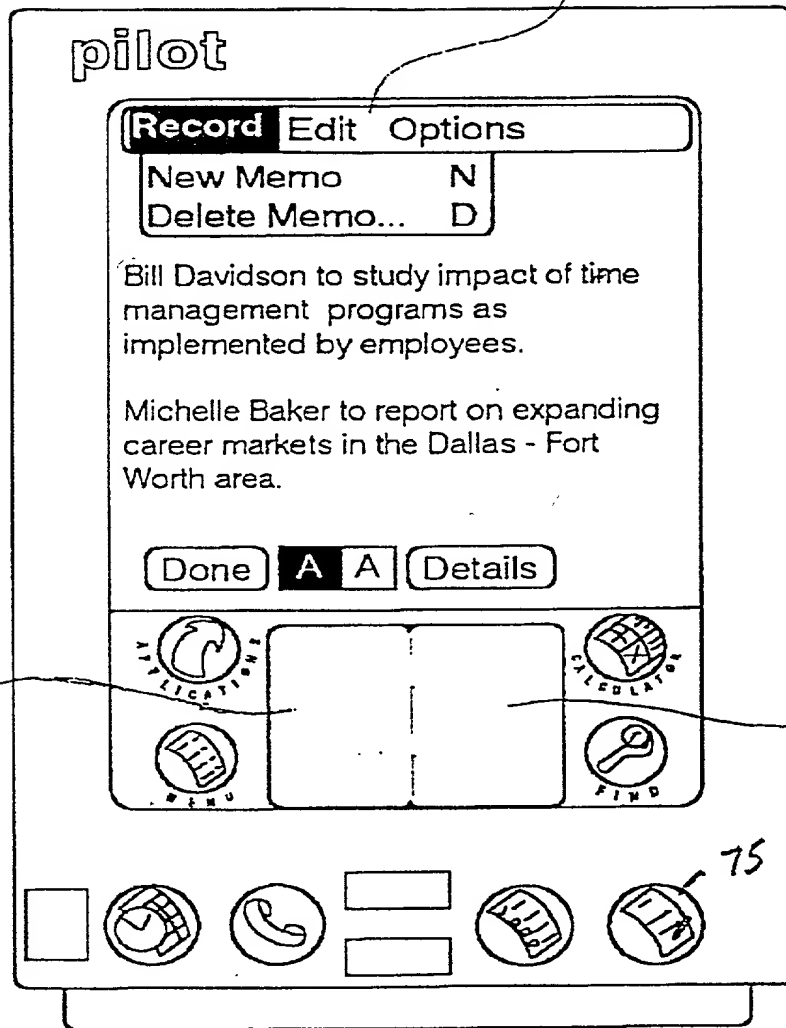 pilot
Record Edit Options
New Memo N
Delete Memo... D
Bill Davidson to study impact of time
management programs as
implemented by employees.
Michelle Baker to report on expanding
career markets in the Dallas - Fort
Worth area.
Done A A Details
APPLICATIONS CALCULATOR
MENU FIND
75